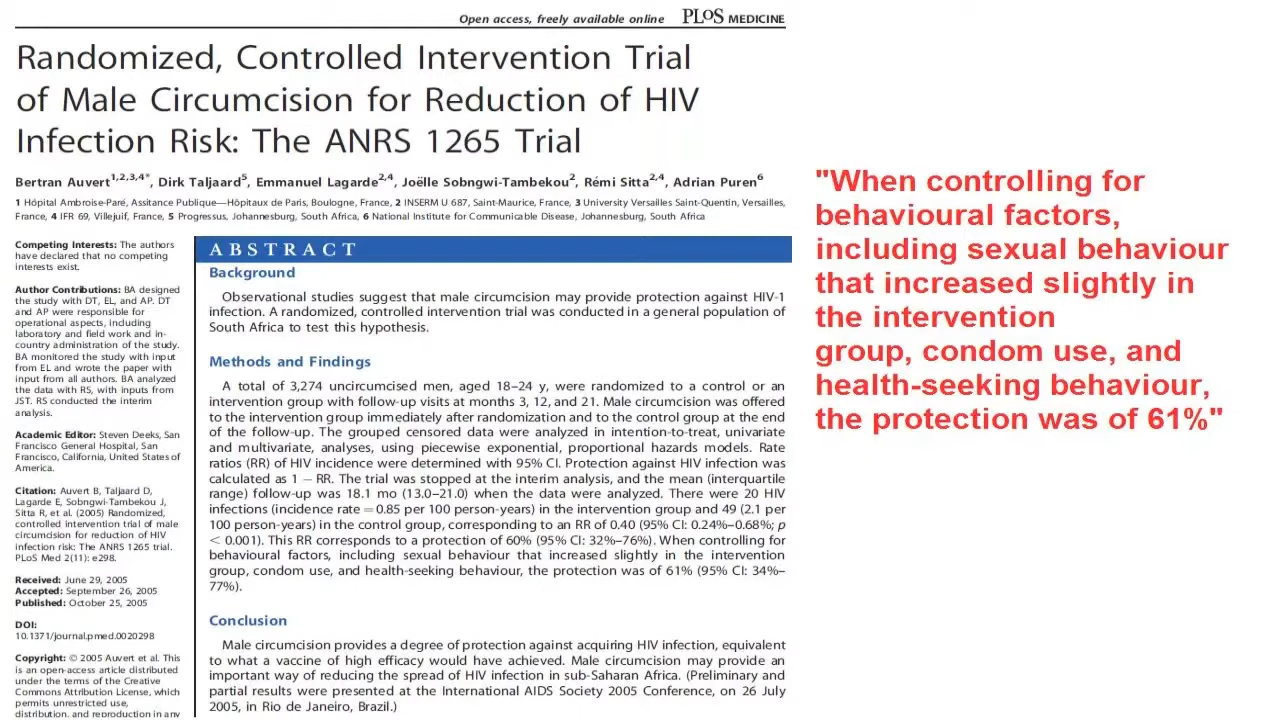 Open access, freely available online PLoS MEDICINE
Randomized, Controlled Intervention Trial
of Male Circumcision for Reduction of HIV
Infection Risk: The ANRS 1265 Trial
Bertran Auvert1,2,3,4*, Dirk Taljaard5, Emmanuel Lagarde2,4, Joëlle Sobngwi-Tambekou2, Rémi Sitta2,4, Adrian Puren6
1 Hôpital Ambroise-Paré, Assitance Publique—Hôpitaux de Paris, Boulogne, France, 2 INSERM U 687, Saint-Maurice, France, 3 University Versailles Saint-Quentin, Versailles,
France, 4 IFR 69, Villejuif, France, 5 Progressus, Johannesburg, South Africa, 6 National Institute for Communicable Disease, Johannesburg, South Africa
Competing Interests: The authors
have declared that no competing
interests exist.
Author Contributions: BA designed
the study with DT, EL, and AP. DT
and AP were responsible for
operational aspects, including
laboratory and field work and in-
country administration of the study.
BA monitored the study with input
from EL and wrote the paper with
input from all authors. BA analyzed
the data with RS, with inputs from
JST. RS conducted the interim
analysis.
Academic Editor: Steven Deeks, San
Francisco General Hospital, San
Francisco, California, United States of
America.
Citation: Auvert B, Taljaard D,
Lagarde E, Sobngwi-Tambekou J,
Sitta R, et al. (2005) Randomized,
controlled intervention trial of male
circumcision for reduction of HIV
infection risk: The ANRS 1265 trial.
PLoS Med 2(11): e298.
Received: June 29, 2005
Accepted: September 26, 2005
Published: October 25, 2005
DOI:
10.1371/journal.pmed.0020298
Copyright: © 2005 Auvert et al. This
is an open-access article distributed
under the terms of the Creative
Commons Attribution License, which
permits unrestricted use,
distribution, and reproduction in any
ABSTRACT
Background
Observational studies suggest that male circumcision may provide protection against HIV-1
infection. A randomized, controlled intervention trial was conducted in a general population of
South Africa to test this hypothesis.
Methods and Findings
A total of 3,274 uncircumcised men, aged 18–24 y, were randomized to a control or an
intervention group with follow-up visits at months 3, 12, and 21. Male circumcision was offered
to the intervention group immediately after randomization and to the control group at the end
of the follow-up. The grouped censored data were analyzed in intention-to-treat, univariate
and multivariate, analyses, using piecewise exponential, proportional hazards models. Rate
ratios (RR) of HIV incidence were determined with 95% CI. Protection against HIV infection was
calculated as 1 − RR. The trial was stopped at the interim analysis, and the mean (interquartile
range) follow-up was 18.1 mo (13.0–21.0) when the data were analyzed. There were 20 HIV
infections (incidence rate = 0.85 per 100 person-years) in the intervention group and 49 (2.1 per
100 person-years) in the control group, corresponding to an RR of 0.40 (95% CI: 0.24%–0.68%; p
< 0.001). This RR corresponds to a protection of 60% (95% CI: 32%–76%). When controlling for
behavioural factors, including sexual behaviour that increased slightly in the intervention
group, condom use, and health-seeking behaviour, the protection was of 61% (95% CI: 34%–
77%).
Conclusion
Male circumcision provides a degree of protection against acquiring HIV infection, equivalent
to what a vaccine of high efficacy would have achieved. Male circumcision may provide an
important way of reducing the spread of HIV infection in sub-Saharan Africa. (Preliminary and
partial results were presented at the International AIDS Society 2005 Conference, on 26 July
2005, in Rio de Janeiro, Brazil.)
"When controlling for
behavioural factors,
including sexual behaviour
that increased slightly in
the intervention
group, condom use, and
health-seeking behaviour,
the protection was of 61%"